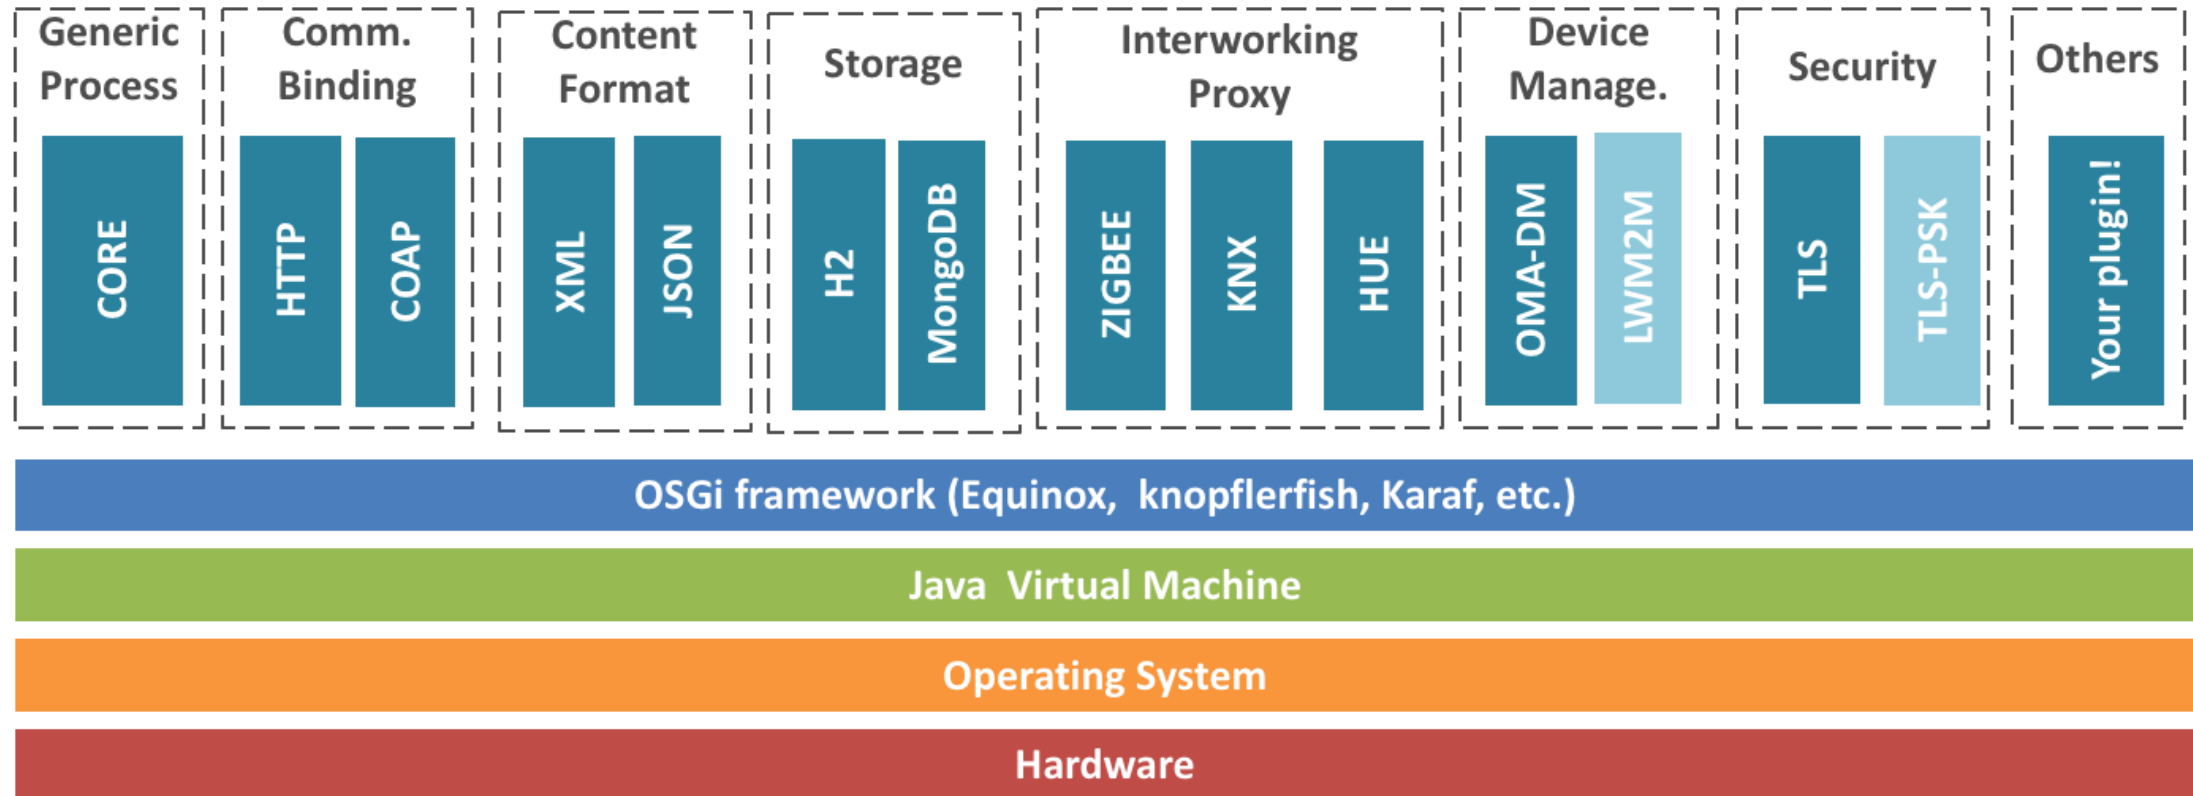 Generic
Process
CORE
Comm.
Binding
HTTP
COAP
Content
Format
XML
JSON
Storage
H2
MongoDB
Interworking
Proxy
ZIGBEE
KNX
HUE
Device
Manage.
OMA-DM
LWM2M
Security
TLS
TLS-PSK
Others
Your plugin!
OSGi framework (Equinox, knopflerfish, Karaf, etc.)
Java Virtual Machine
Operating System
Hardware